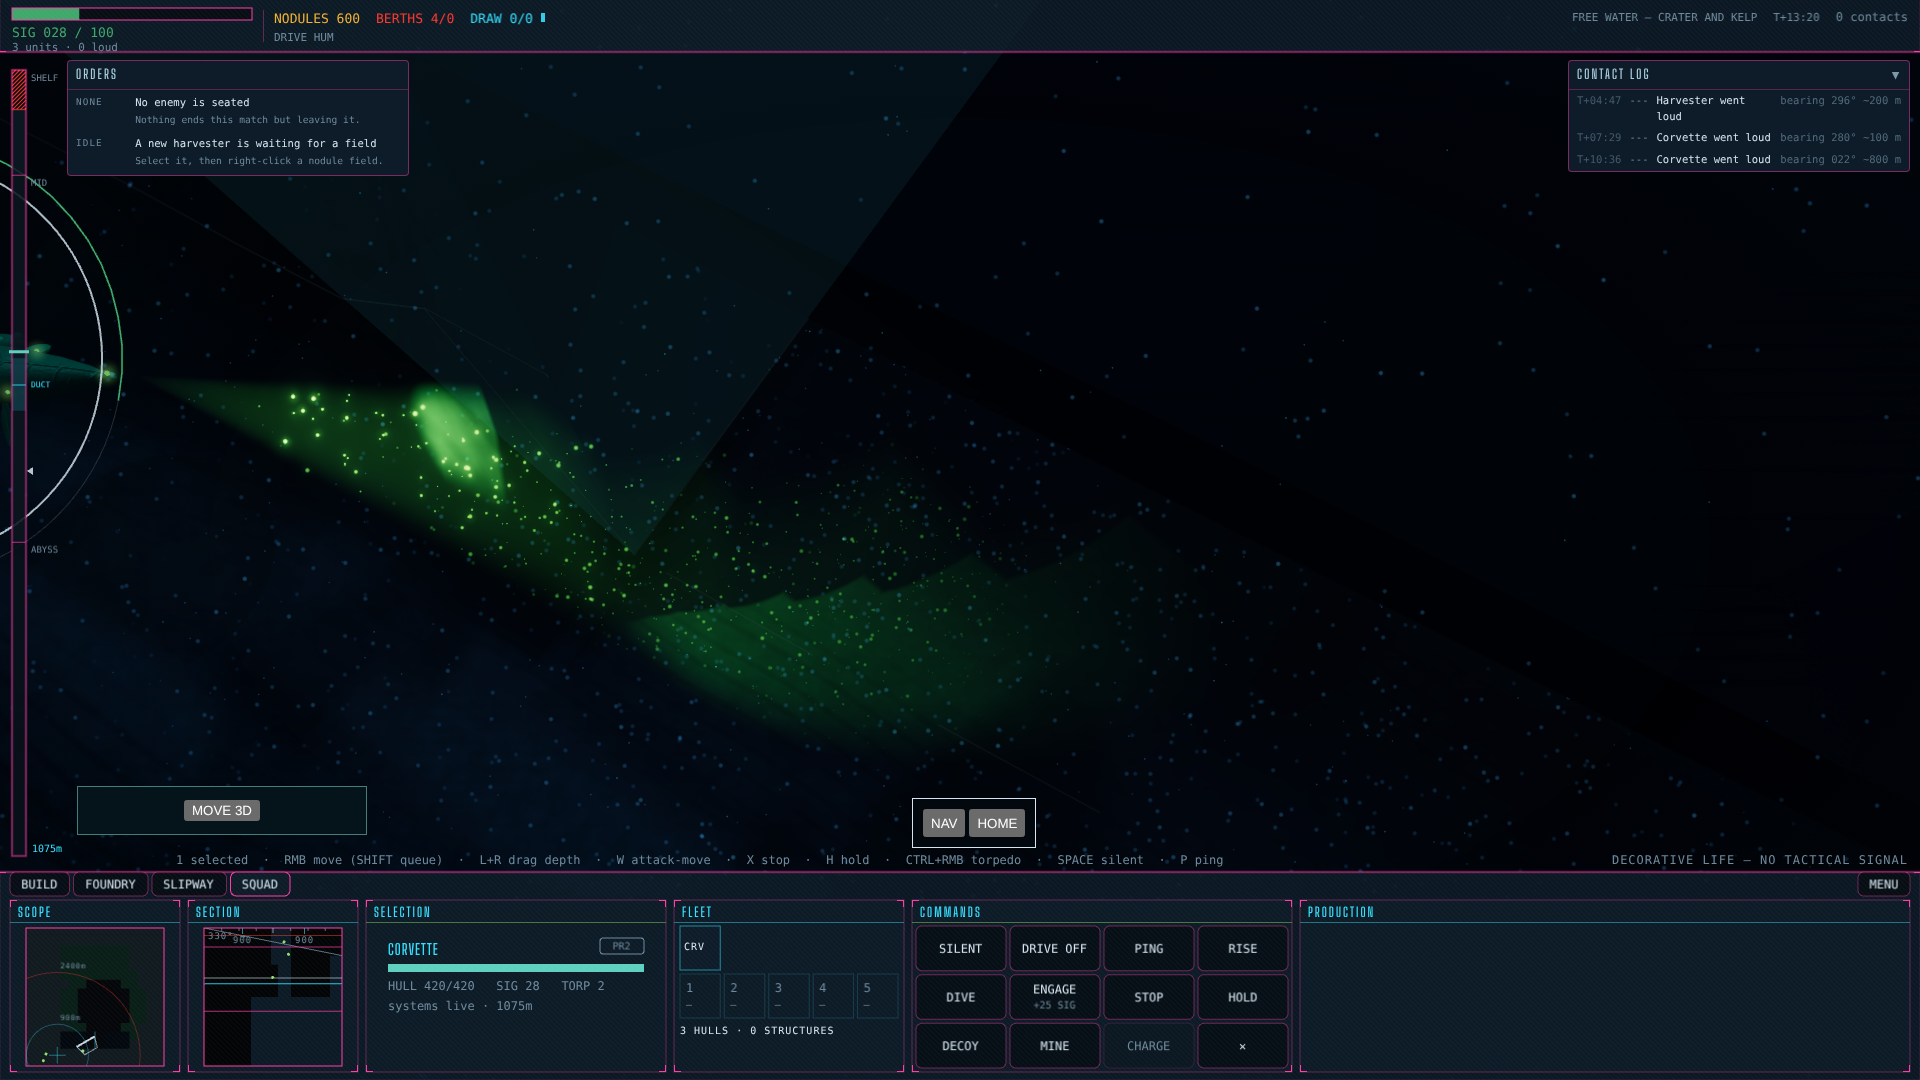 SIG 028 / 100
3 units · 0 loud
NODULES 600 BERTHS 4/0 DRAW 0/0
DRIVE HUM
FREE WATER — CRATER AND KELP T+13:20 0 contacts
SHELF
MID
DUCT
ABYSS
1075m
ORDERS
NONE No enemy is seated
Nothing ends this match but leaving it.
IDLE A new harvester is waiting for a field
Select it, then right-click a nodule field.
CONTACT LOG ▼
T+04:47 --- Harvester went loud bearing 296° ~200 m
T+07:29 --- Corvette went loud bearing 280° ~100 m
T+10:36 --- Corvette went loud bearing 022° ~800 m
MOVE 3D
NAV HOME
1 selected · RMB move (SHIFT queue) · L+R drag depth · W attack-move · X stop · H hold · CTRL+RMB torpedo · SPACE silent · P ping
DECORATIVE LIFE — NO TACTICAL SIGNAL
BUILD FOUNDRY SLIPWAY SQUAD MENU
SCOPE
2400m
900m
SECTION
330°
900 900
SELECTION
CORVETTE PR2
HULL 420/420 SIG 28 TORP 2
systems live · 1075m
FLEET
CRV
1 2 3 4 5
— — — — —
3 HULLS · 0 STRUCTURES
COMMANDS
SILENT DRIVE OFF PING RISE
DIVE ENGAGE +25 SIG STOP HOLD
DECOY MINE CHARGE ×
PRODUCTION